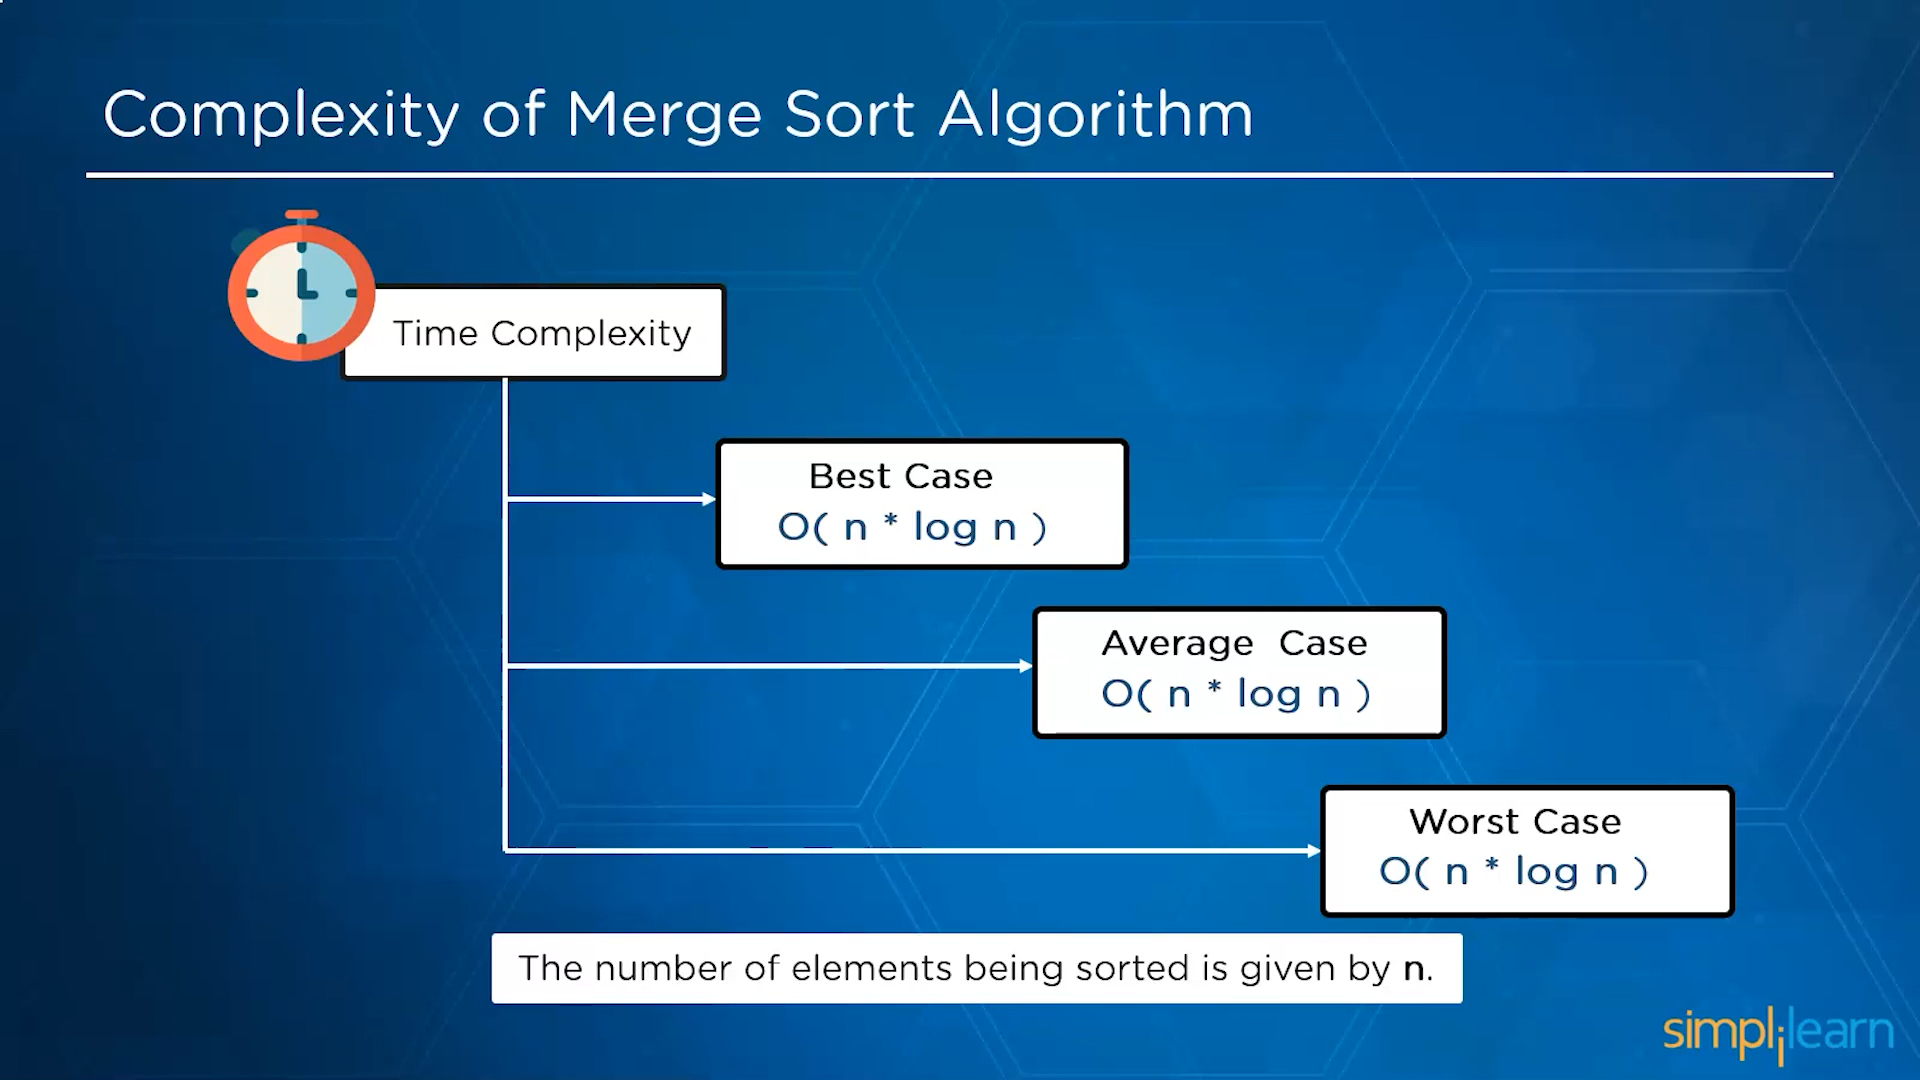 Complexity of Merge Sort Algorithm
Time Complexity
Best Case
O( n * log n )
Average Case
O( n * log n )
Worst Case
O( n * log n )
The number of elements being sorted is given by n.
simplilearn